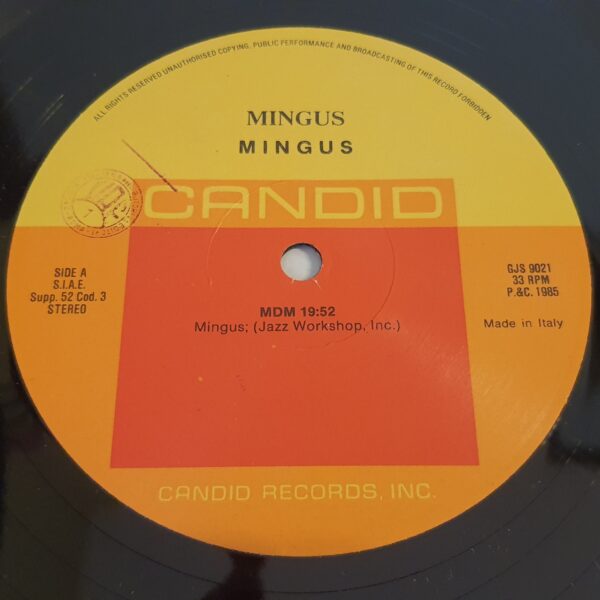 ALL RIGHTS RESERVED UNAUTHORISED COPYING, PUBLIC PERFORMANCE AND BROADCASTING OF THIS RECORD FORBIDDEN
MINGUS
MINGUS
CANDID
SIDE A
S.I.A.E.
Supp. 52 Cod. 3
STEREO
GJS 9021
33 RPM
P.&C. 1985
Made in Italy
MDM 19:52
Mingus; (Jazz Workshop, Inc.)
CANDID RECORDS, INC.